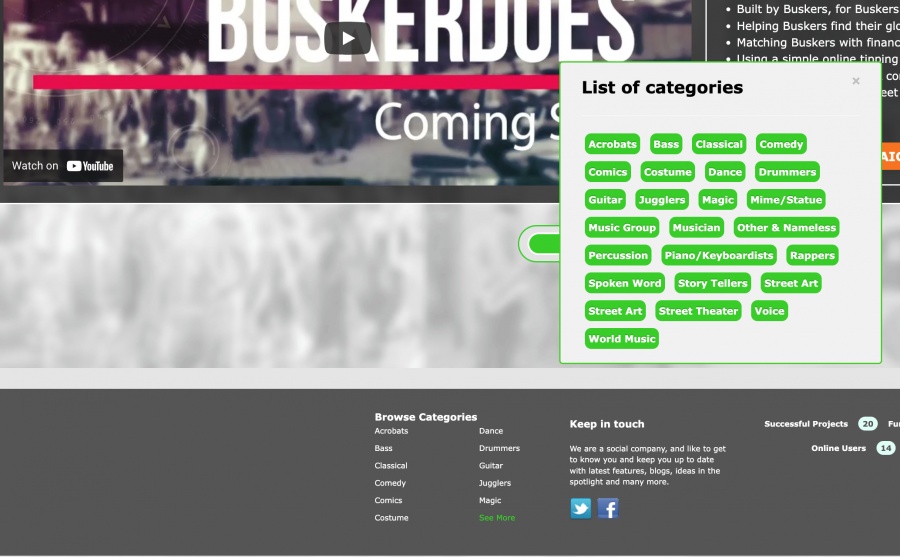 BUSKERDOES
Coming S
Watch on YouTube
• Built by Buskers, for Buskers
• Helping Buskers find their glo
• Matching Buskers with financ
• Using a simple online tipping
List of categories
×
Acrobats Bass Classical Comedy
Comics Costume Dance Drummers
Guitar Jugglers Magic Mime/Statue
Music Group Musician Other & Nameless
Percussion Piano/Keyboardists Rappers
Spoken Word Story Tellers Street Art
Street Art Street Theater Voice
World Music
Browse Categories
Acrobats Dance
Bass Drummers
Classical Guitar
Comedy Jugglers
Comics Magic
Costume See More
Keep in touch
We are a social company, and like to get
to know you and keep you up to date
with latest features, blogs, ideas in the
spotlight and many more.
Successful Projects 20 Fu
Online Users 14